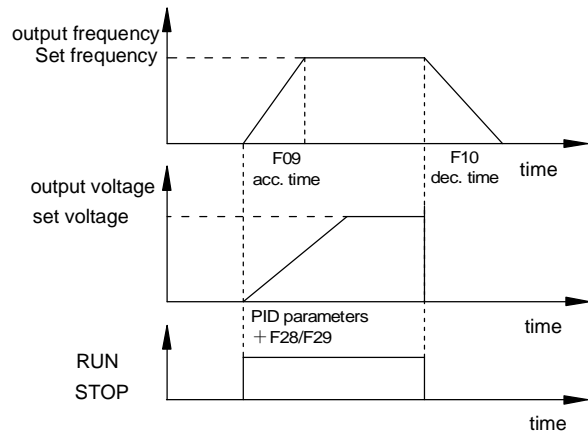 output frequency
Set frequency
F09
acc. time
F10
dec. time
time
output voltage
set voltage
PID parameters
+F28/F29
time
RUN
STOP
time